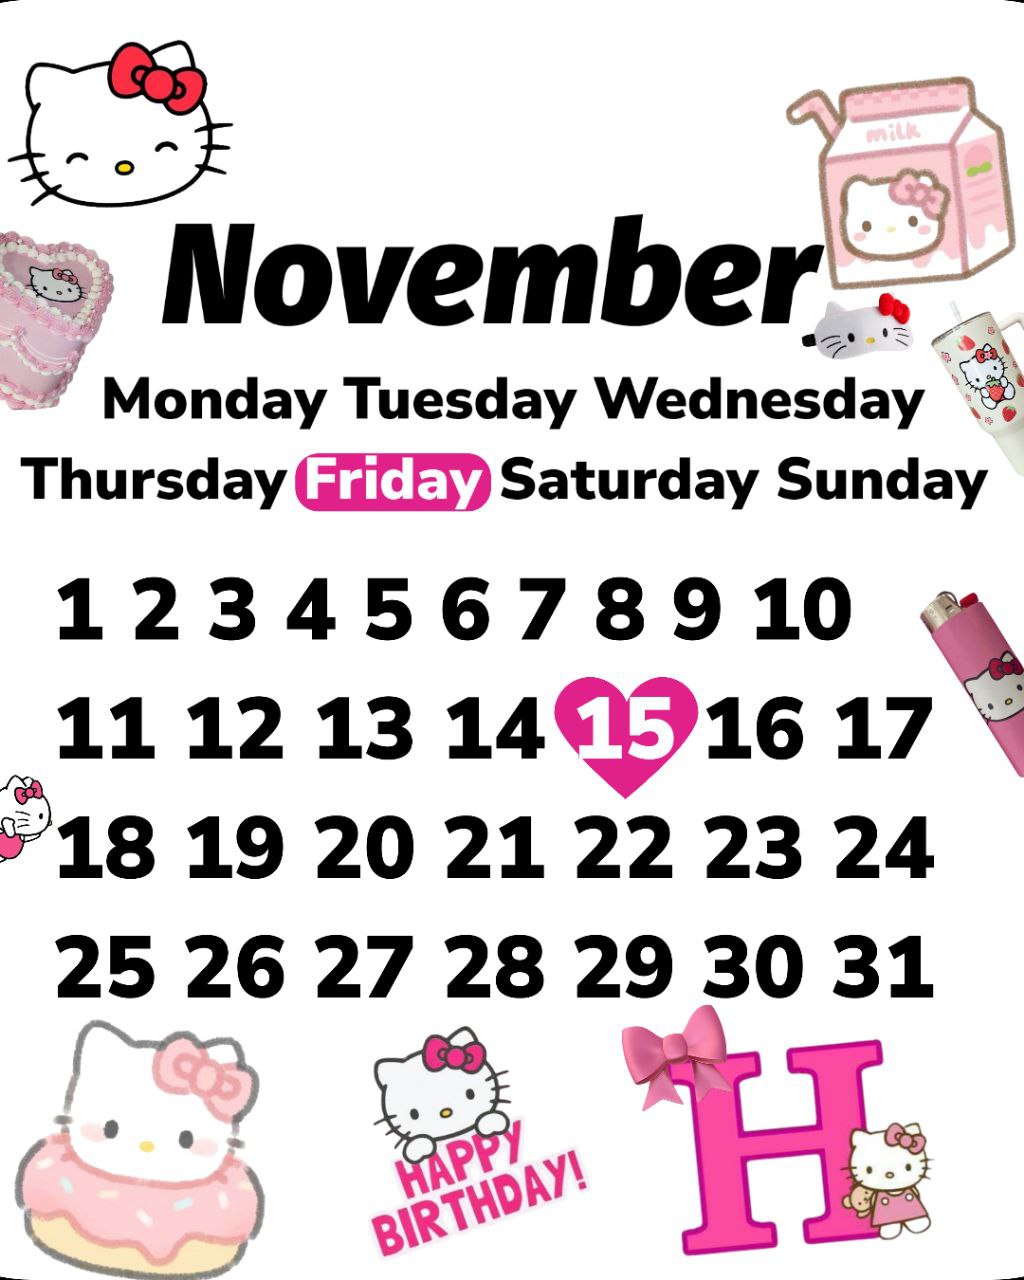 milk
November
Monday Tuesday Wednesday
Thursday Friday Saturday Sunday
1 2 3 4 5 6 7 8 9 10
11 12 13 14 15 16 17
18 19 20 21 22 23 24
25 26 27 28 29 30 31
HAPPY
BIRTHDAY!
H